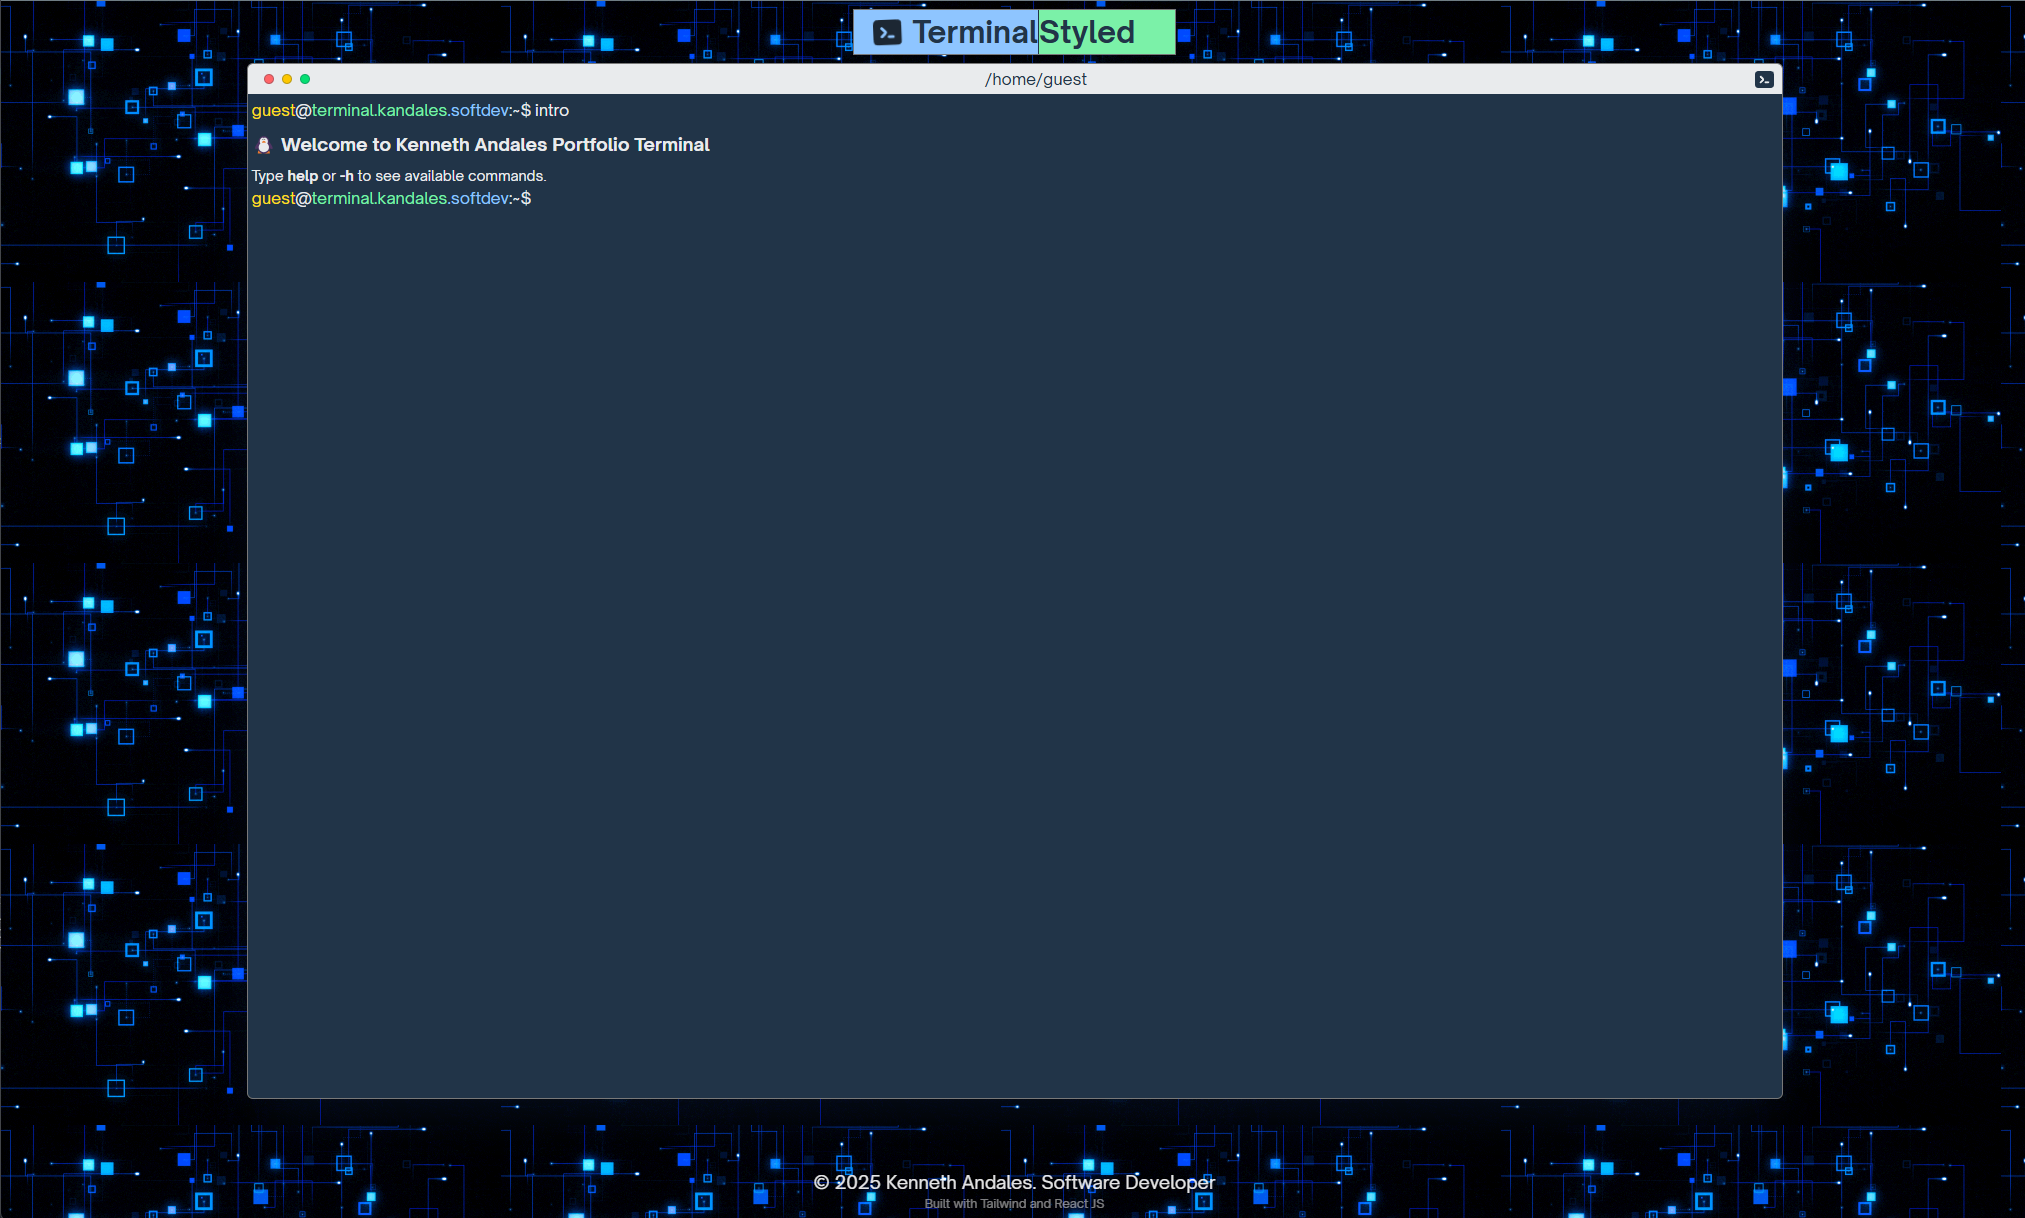 TerminalStyled
/home/guest
guest@terminal.kandales.softdev:~$ intro
Welcome to Kenneth Andales Portfolio Terminal
Type help or -h to see available commands.
guest@terminal.kandales.softdev:~$
© 2025 Kenneth Andales. Software Developer
Built with Tailwind and React JS